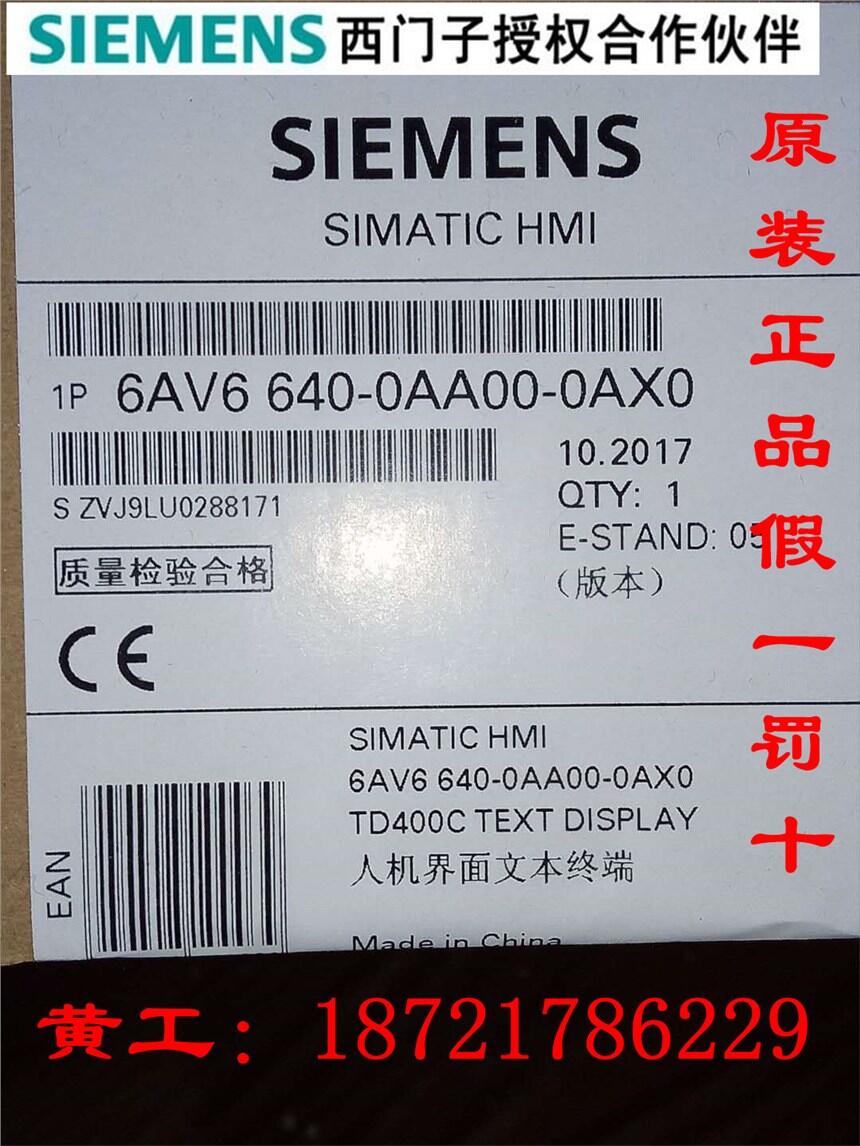 SIEMENS 西门子授权合作伙伴
SIEMENS
SIMATIC HMI
1P 6AV6 640-0AA00-0AX0
S ZVJ9LU0288171
10.2017
QTY: 1
E-STAND: 05
（版本）
质量检验合格
CE
SIMATIC HMI
6AV6 640-0AA00-0AX0
TD400C TEXT DISPLAY
人机界面文本终端
Made in China
EAN
原装正品假一罚十
黄工：18721786229